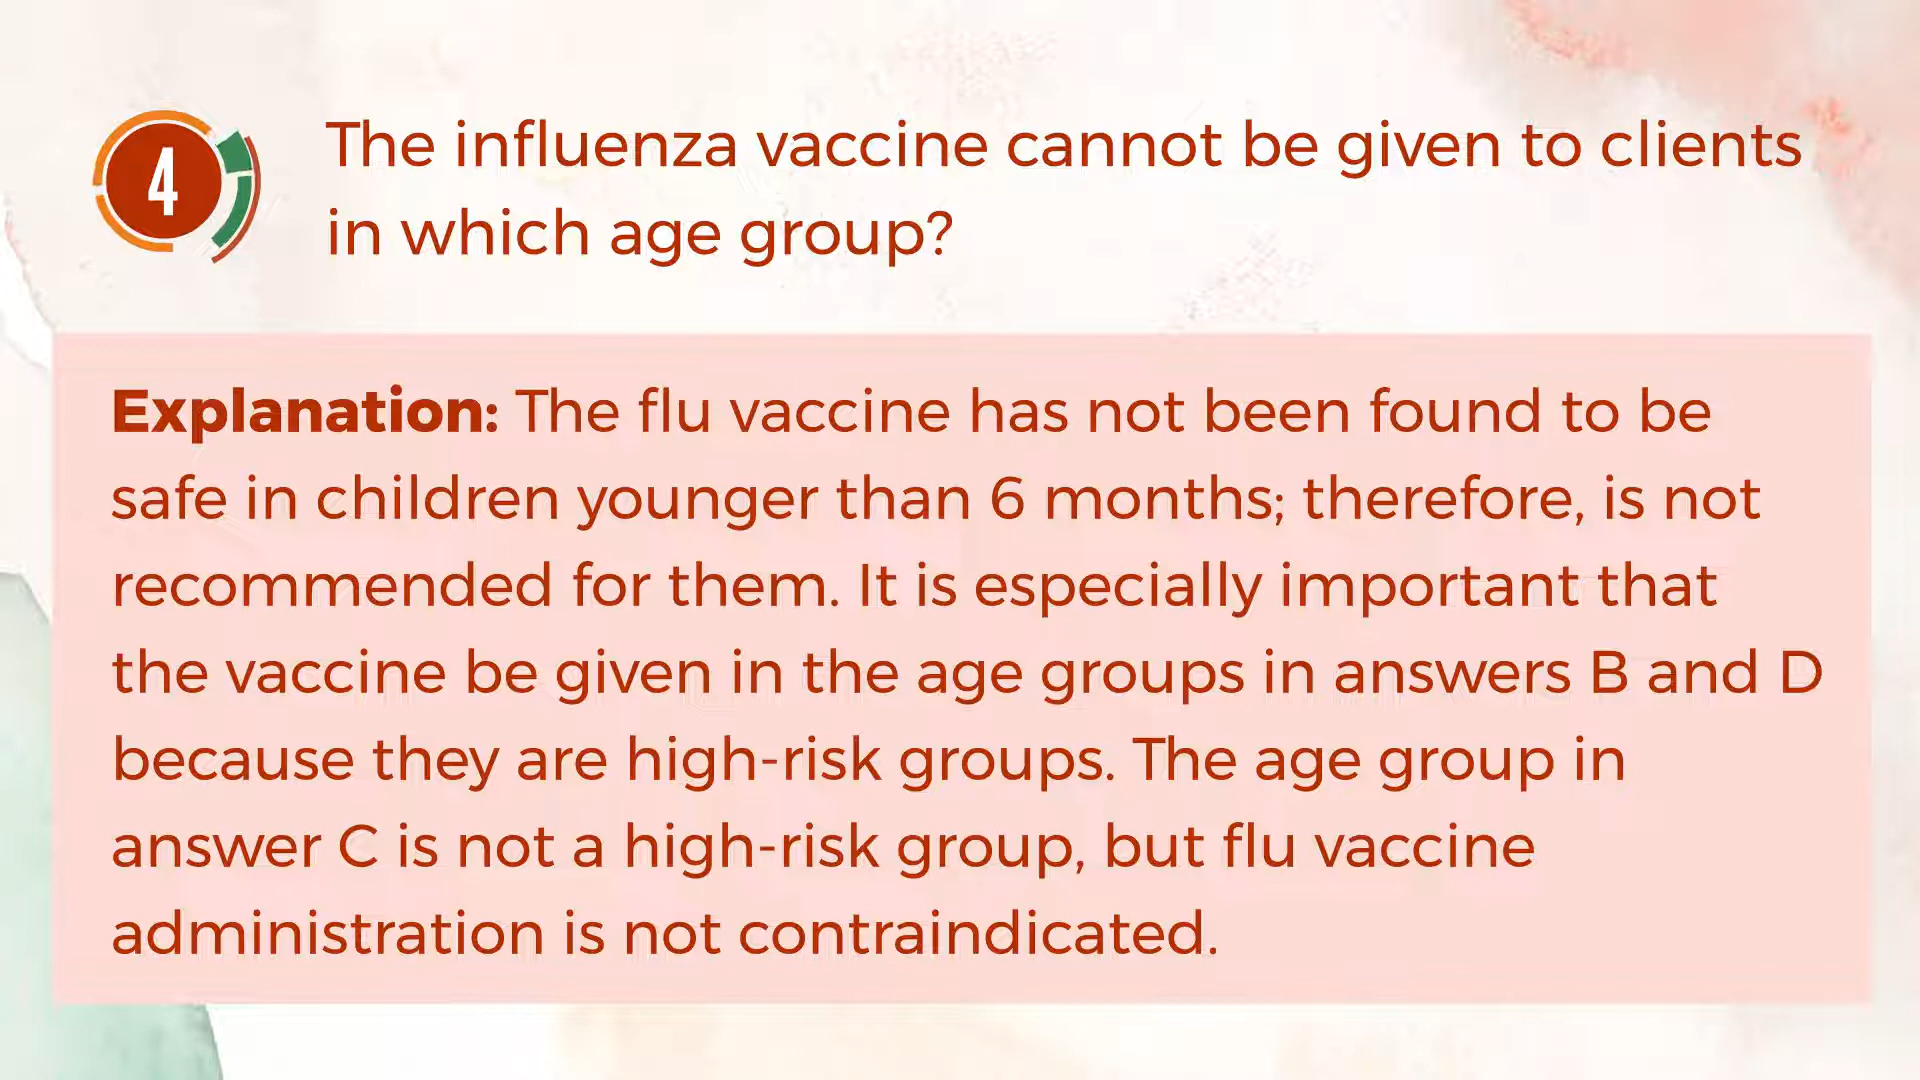 4
The influenza vaccine cannot be given to clients
in which age group?
Explanation: The flu vaccine has not been found to be
safe in children younger than 6 months; therefore, is not
recommended for them. It is especially important that
the vaccine be given in the age groups in answers B and D
because they are high-risk groups. The age group in
answer C is not a high-risk group, but flu vaccine
administration is not contraindicated.